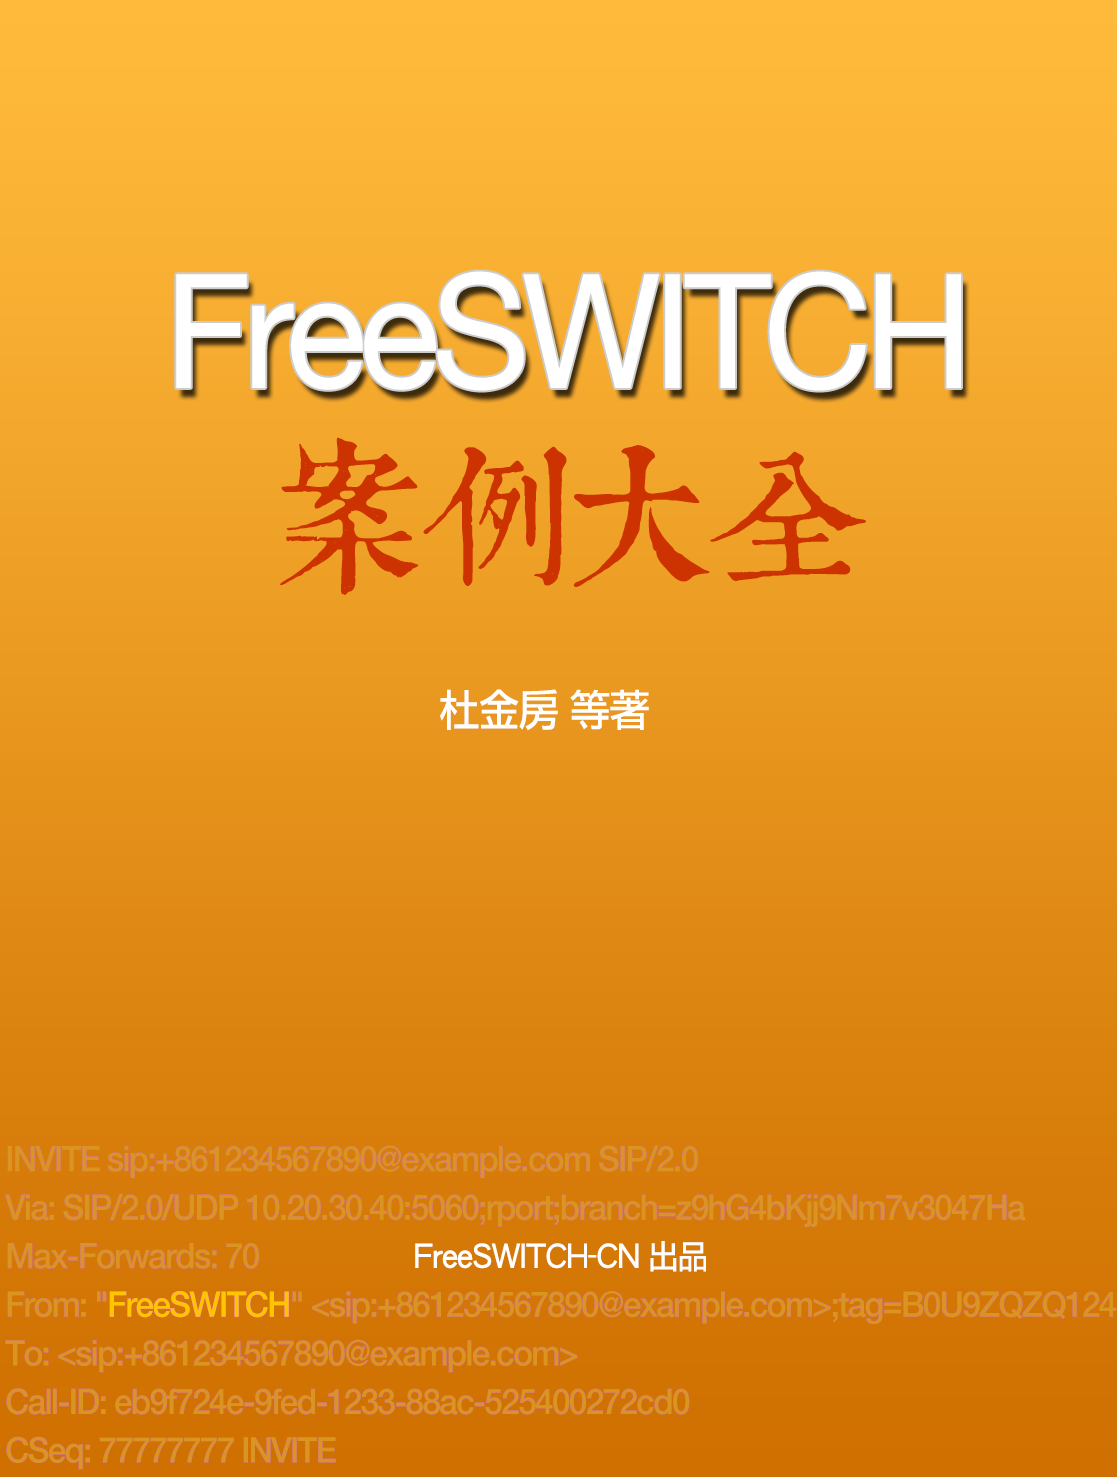 FreeSWITCH
案例大全
杜金房 等著
INVITE sip:+861234567890@example.com SIP/2.0
Via: SIP/2.0/UDP 10.20.30.40:5060;rport;branch=z9hG4bKjj9Nm7v3047Ha
Max-Forwards: 70
FreeSWITCH-CN 出品
From: "FreeSWITCH" <sip:+861234567890@example.com>;tag=B0U9ZQZQ124
To: <sip:+861234567890@example.com>
Call-ID: eb9f724e-9fed-1233-88ac-525400272cd0
CSeq: 77777777 INVITE